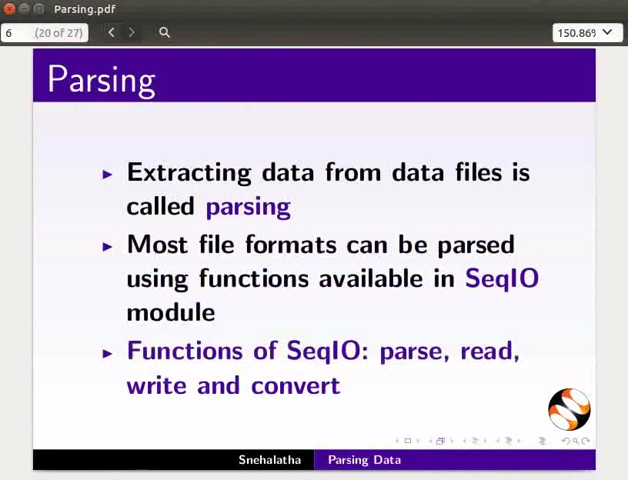 Parsing.pdf
6 (20 of 27) 150.86%
Parsing
Extracting data from data files is
called parsing
Most file formats can be parsed
using functions available in SeqIO
module
Functions of SeqIO: parse, read,
write and convert
Snehalatha Parsing Data